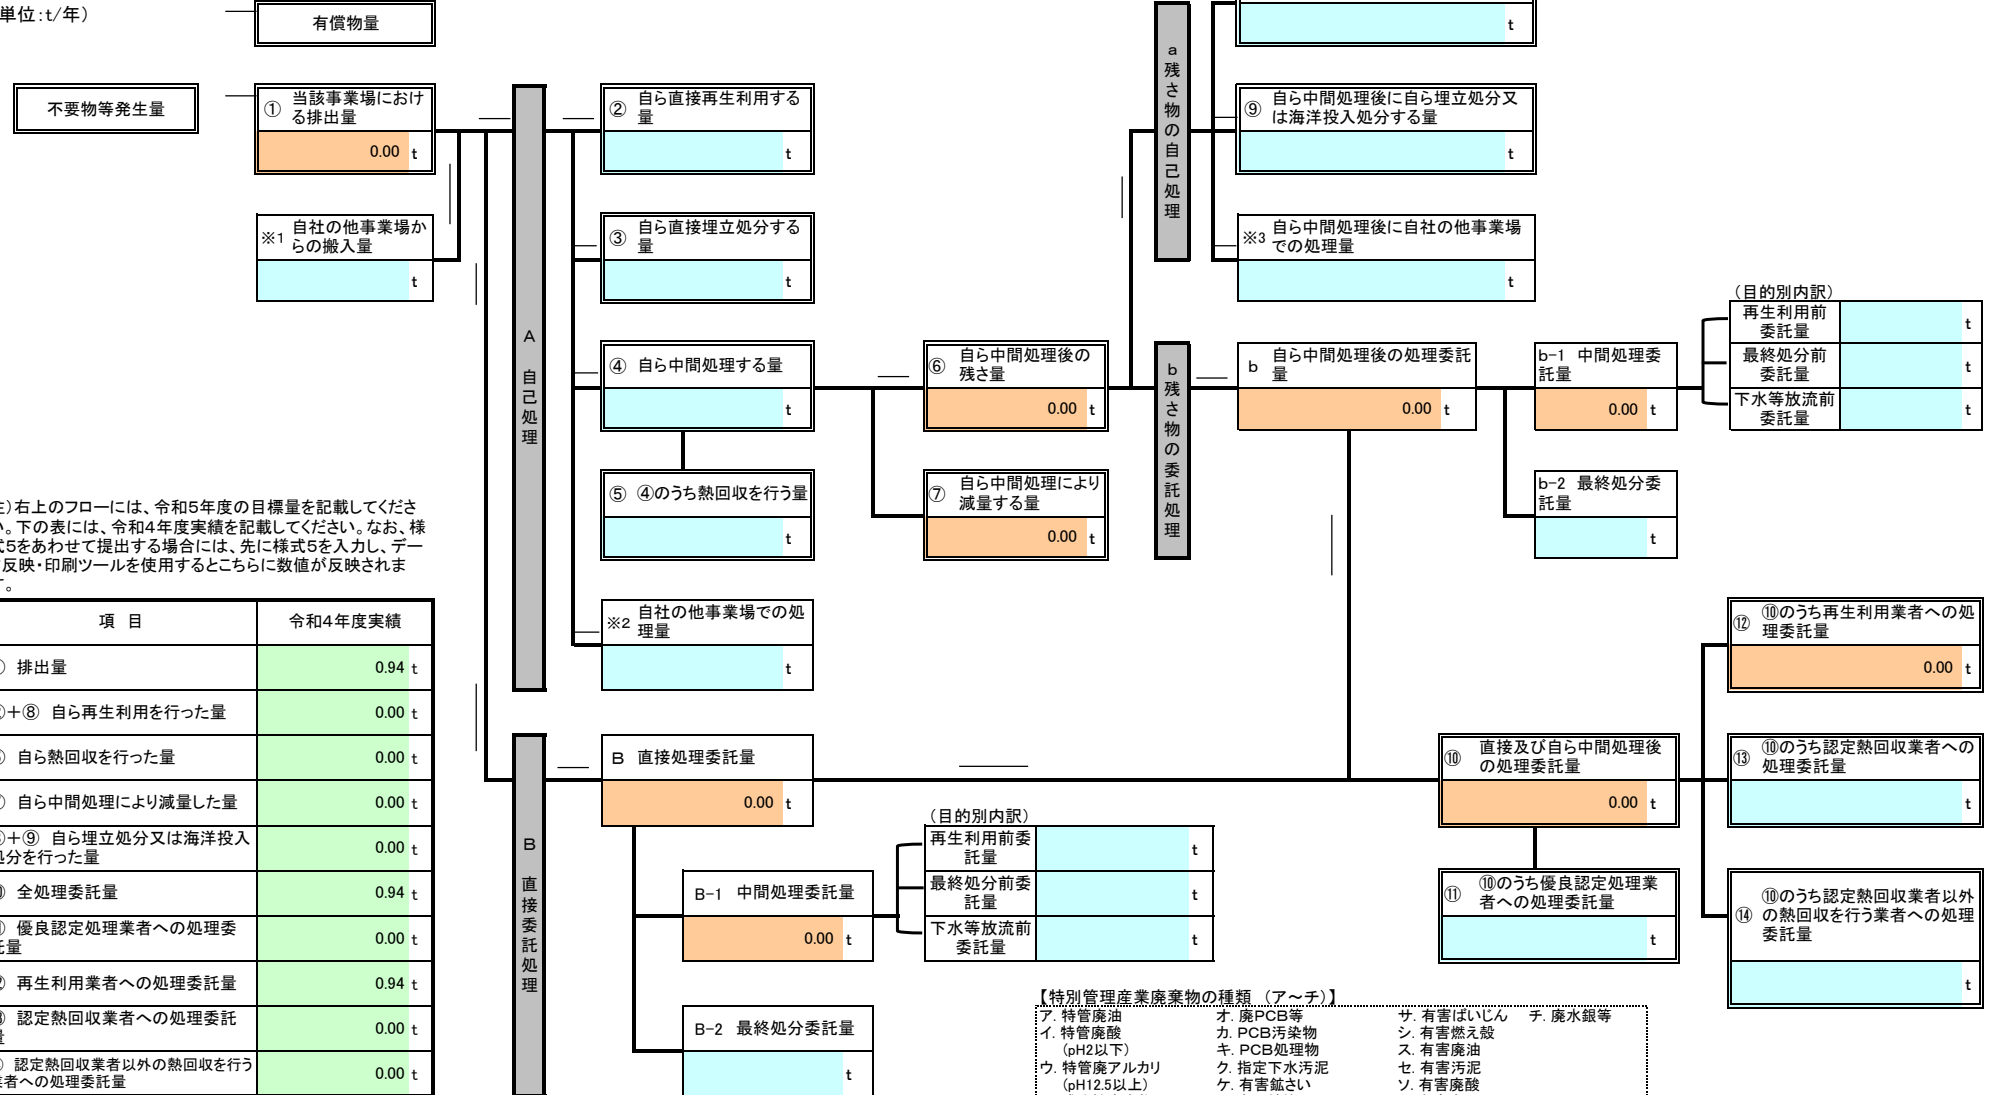 単位:t/年)
有償物量
t
不要物等発生量
① 当該事業場におけ
る排出量
0.00 t
※1 自社の他事業場か
らの搬入量
t
A 自己処理
② 自ら直接再生利用する
量
t
③ 自ら直接埋立処分する
量
t
④ 自ら中間処理する量
t
⑤ ④のうち熱回収を行う量
t
※2 自社の他事業場での処
理量
t
⑥ 自ら中間処理後の
残さ量
0.00 t
⑦ 自ら中間処理により
減量する量
0.00 t
a 残さ物の自己処理
⑨ 自ら中間処理後に自ら埋立処分又
は海洋投入処分する量
t
※3 自ら中間処理後に自社の他事業場
での処理量
t
b 残さ物の委託処理
b 自ら中間処理後の処理委託
量
0.00 t
b-1 中間処理委
託量
0.00 t
b-2 最終処分委
託量
t
(目的別内訳)
再生利用前
委託量
t
最終処分前
委託量
t
下水等放流前
委託量
t
)右上のフローには、令和5年度の目標量を記載してくださ
。下の表には、令和4年度実績を記載してください。なお、様
5をあわせて提出する場合には、先に様式5を入力し、デー
反映・印刷ツールを使用するとこちらに数値が反映されま
。
項 目 令和4年度実績
排出量 0.94 t
+⑧ 自ら再生利用を行った量 0.00 t
自ら熱回収を行った量 0.00 t
自ら中間処理により減量した量 0.00 t
+⑨ 自ら埋立処分又は海洋投入
処分を行った量 0.00 t
全処理委託量 0.94 t
優良認定処理業者への処理委
託量 0.00 t
再生利用業者への処理委託量 0.94 t
認定熱回収業者への処理委託
量 0.00 t
認定熱回収業者以外の熱回収を行う
業者への処理委託量 0.00 t
B 直接委託処理
B 直接処理委託量
0.00 t
B-1 中間処理委託量
0.00 t
B-2 最終処分委託量
t
(目的別内訳)
再生利用前委
託量
t
最終処分前委
託量
t
下水等放流前
委託量
t
⑩ 直接及び自ら中間処理後
の処理委託量
0.00 t
⑪ ⑩のうち優良認定処理業
者への処理委託量
t
⑫ ⑩のうち再生利用業者への処
理委託量
0.00 t
⑬ ⑩のうち認定熱回収業者への
処理委託量
t
⑭ ⑩のうち認定熱回収業者以外
の熱回収を行う業者への処理
委託量
t
【特別管理産業廃棄物の種類 (ア~チ)】
ア. 特管廃油 オ. 廃PCB等 サ. 有害ばいじん チ. 廃水銀等
イ. 特管廃酸 カ. PCB汚染物 シ. 有害燃え殻
(pH2以下) キ. PCB処理物 ス. 有害廃油
ウ. 特管廃アルカリ ク. 指定下水汚泥 セ. 有害汚泥
(pH12.5以上) ケ. 有害鉱さい ソ. 有害廃酸